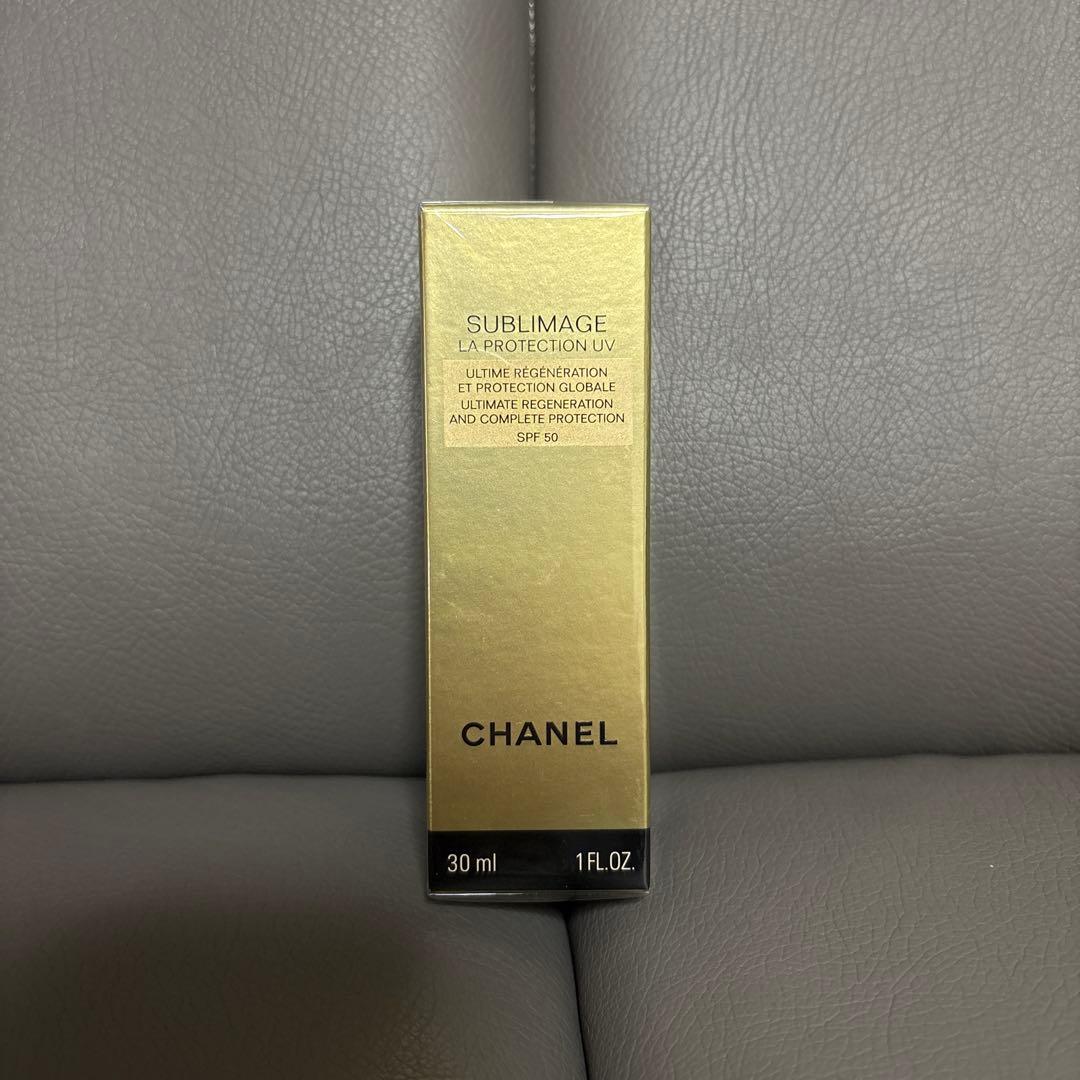 SUBLIMAGE
LA PROTECTION UV
ULTIME RÉGÉNÉRATION
ET PROTECTION GLOBALE
ULTIMATE REGENERATION
AND COMPLETE PROTECTION
SPF 50
CHANEL
30 ml 1 FL.OZ.